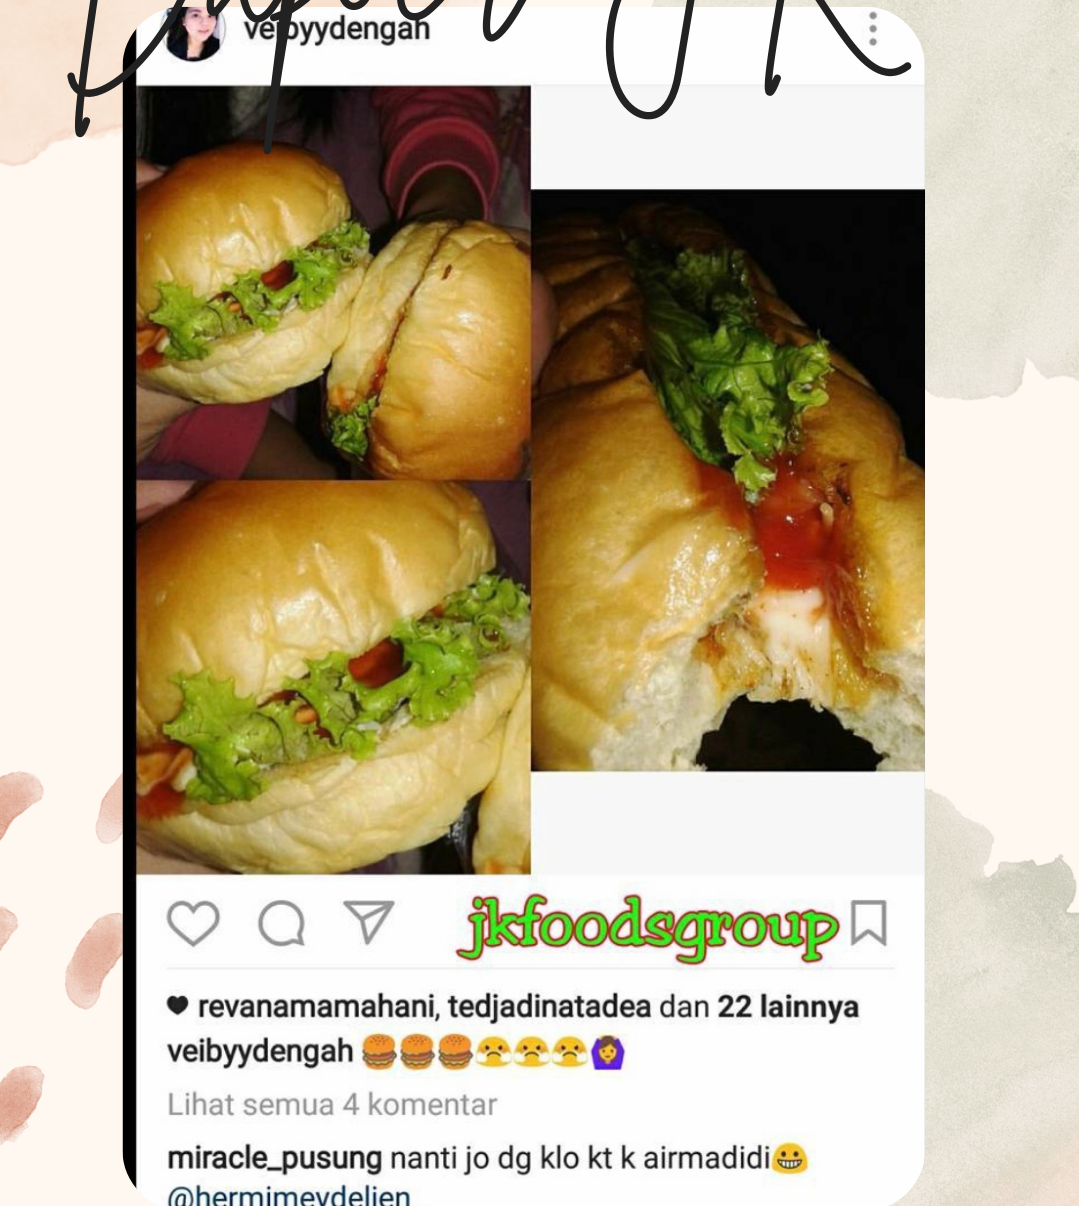 veibyydengah
jkfoodsgroup
revanamamahani, tedjadinatadea dan 22 lainnya
veibyydengah 🍔🍔🍔😤😤😤🙆
Lihat semua 4 komentar
miracle_pusung nanti jo dg klo kt k airmadidi😀
@hermimeydelien